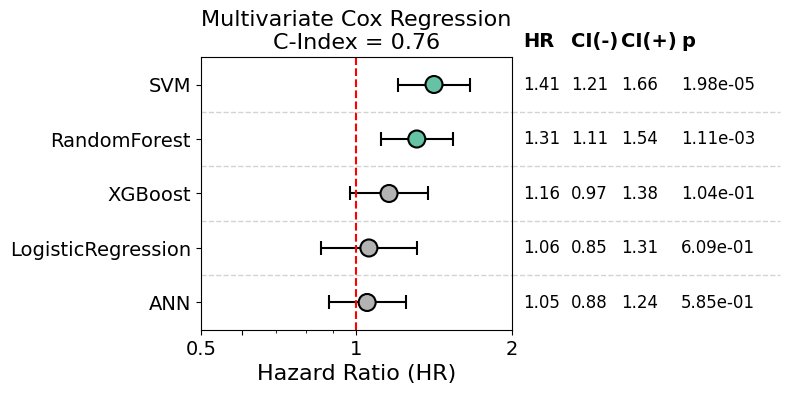 Multivariate Cox Regression
C-Index = 0.76
HR CI(-) CI(+) p
SVM 1.41 1.21 1.66 1.98e-05
RandomForest 1.31 1.11 1.54 1.11e-03
XGBoost 1.16 0.97 1.38 1.04e-01
LogisticRegression 1.06 0.85 1.31 6.09e-01
ANN 1.05 0.88 1.24 5.85e-01
0.5 1 2
Hazard Ratio (HR)